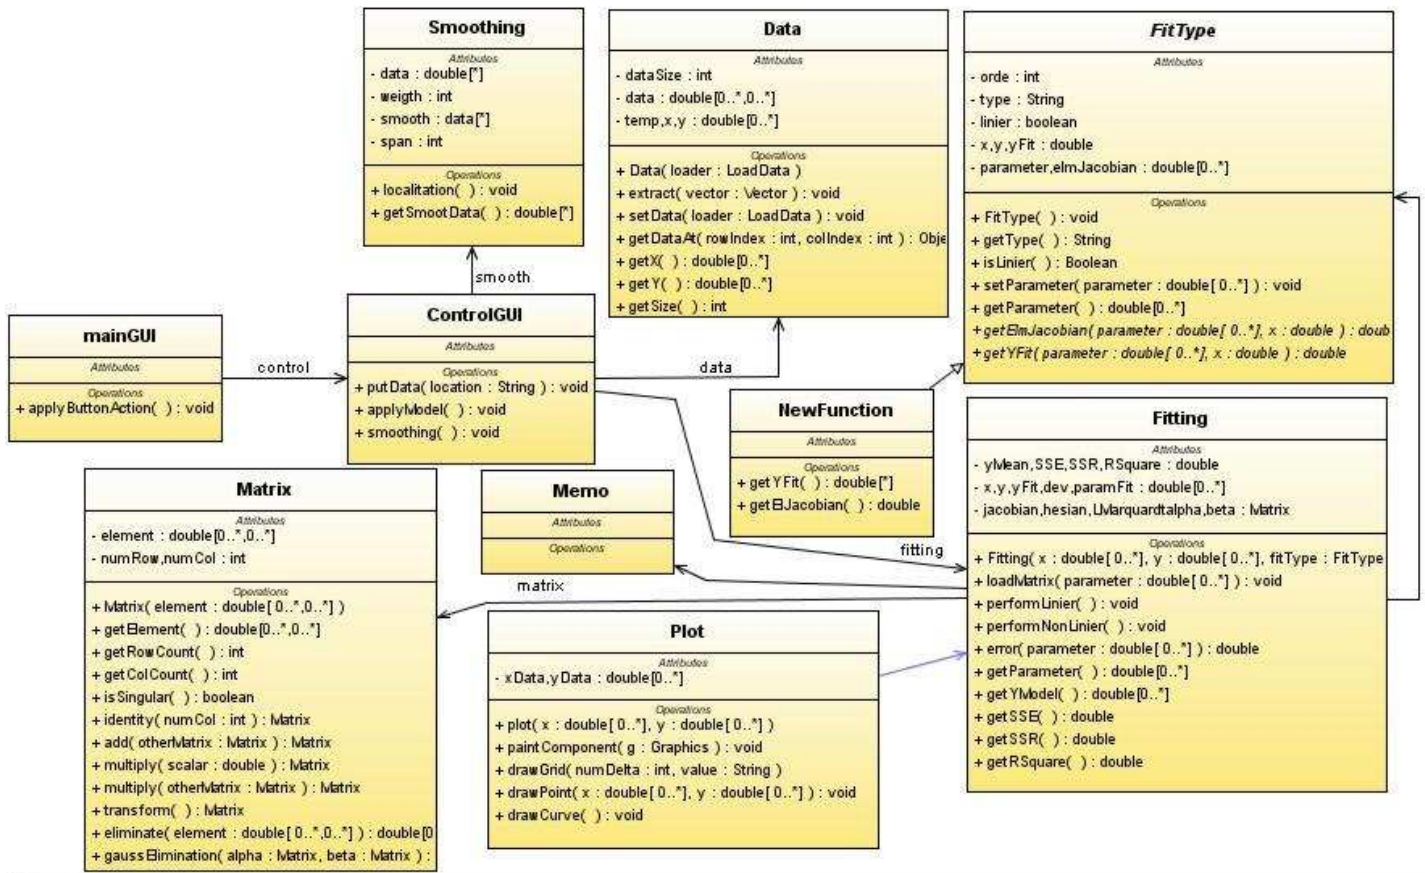 Smoothing
Attributes
- data : double[*]
- weigth : int
- smooth : data[*]
- span : int
Operations
+ localitation( ) : void
+ getSmootData( ) : double[*]
Data
Attributes
- dataSize : int
- data : double[0..*,0..*]
- temp,x,y : double[0..*]
Operations
+ Data( loader : LoadData )
+ extract( vector : Vector ) : void
+ setData( loader : LoadData ) : void
+ getDataAt( rowIndex : int, colIndex : int ) : Obje
+ getX( ) : double[0..*]
+ getY( ) : double[0..*]
+ getSize( ) : int
FitType
Attributes
- orde : int
- type : String
- linier : boolean
- x,y,yFit : double
- parameter,elmJacobian : double[0..*]
Operations
+ FitType( ) : void
+ getType( ) : String
+ isLinier( ) : Boolean
+ setParameter( parameter : double[ 0..*] ) : void
+ getParameter( ) : double[0..*]
+ getElmJacobian( parameter : double[ 0..*], x : double ) : doub
+ getYFit( parameter : double[ 0..*], x : double ) : double
smooth
mainGUI
Attributes
Operations
+ applyButtonAction( ) : void
control
ControlGUI
Attributes
Operations
+ putData( location : String ) : void
+ applyModel( ) : void
+ smoothing( ) : void
data
NewFunction
Attributes
Operations
+ getYFit( ) : double[*]
+ getElJacobian( ) : double
Fitting
Attributes
- yMean,SSE,SSR,RSquare : double
- x,y,yFit,dev,paramFit : double[0..*]
- jacobian,hesian,LMarquardtalpha,beta : Matrix
Operations
+ Fitting( x : double[ 0..*], y : double[ 0..*], fitType : FitType
+ loadMatrix( parameter : double[ 0..*] ) : void
+ performLinier( ) : void
+ performNonLinier( ) : void
+ error( parameter : double[ 0..*] ) : double
+ getParameter( ) : double[0..*]
+ getYModel( ) : double[0..*]
+ getSSE( ) : double
+ getSSR( ) : double
+ getRSquare( ) : double
fitting
Matrix
Attributes
- element : double[0..*,0..*]
- numRow,numCol : int
Operations
+ Matrix( element : double[ 0..*,0..*] )
+ getElement( ) : double[0..*,0..*]
+ getRowCount( ) : int
+ getColCount( ) : int
+ isSingular( ) : boolean
+ identity( numCol : int ) : Matrix
+ add( otherMatrix : Matrix ) : Matrix
+ multiply( scalar : double ) : Matrix
+ multiply( otherMatrix : Matrix ) : Matrix
+ transform( ) : Matrix
+ eliminate( element : double[ 0..*,0..*] ) : double[0
+ gaussElimination( alpha : Matrix, beta : Matrix ) :
Memo
Attributes
Operations
matrix
Plot
Attributes
- xData,yData : double[0..*]
Operations
+ plot( x : double[ 0..*], y : double[ 0..*] )
+ paintComponent( g : Graphics ) : void
+ drawGrid( numDelta : int, value : String )
+ drawPoint( x : double[ 0..*], y : double[ 0..*] ) : void
+ drawCurve( ) : void